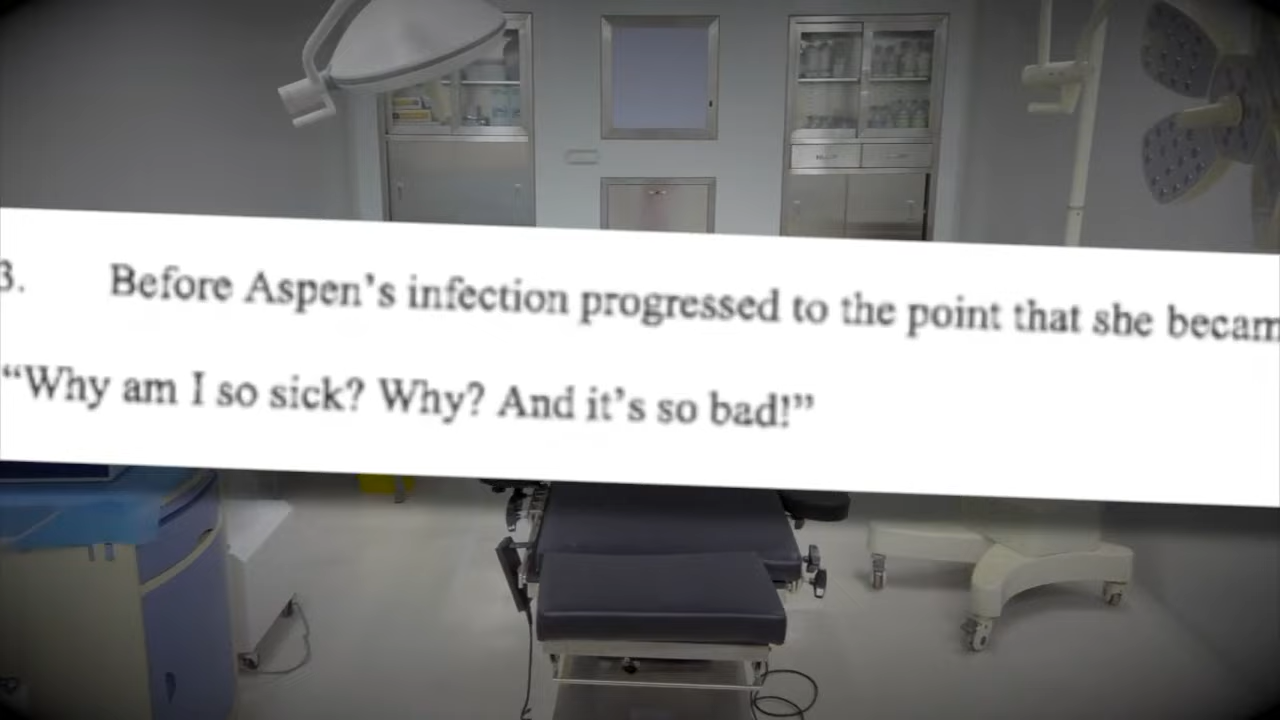 3. Before Aspen's infection progressed to the point that she becam
“Why am I so sick? Why? And it's so bad!”